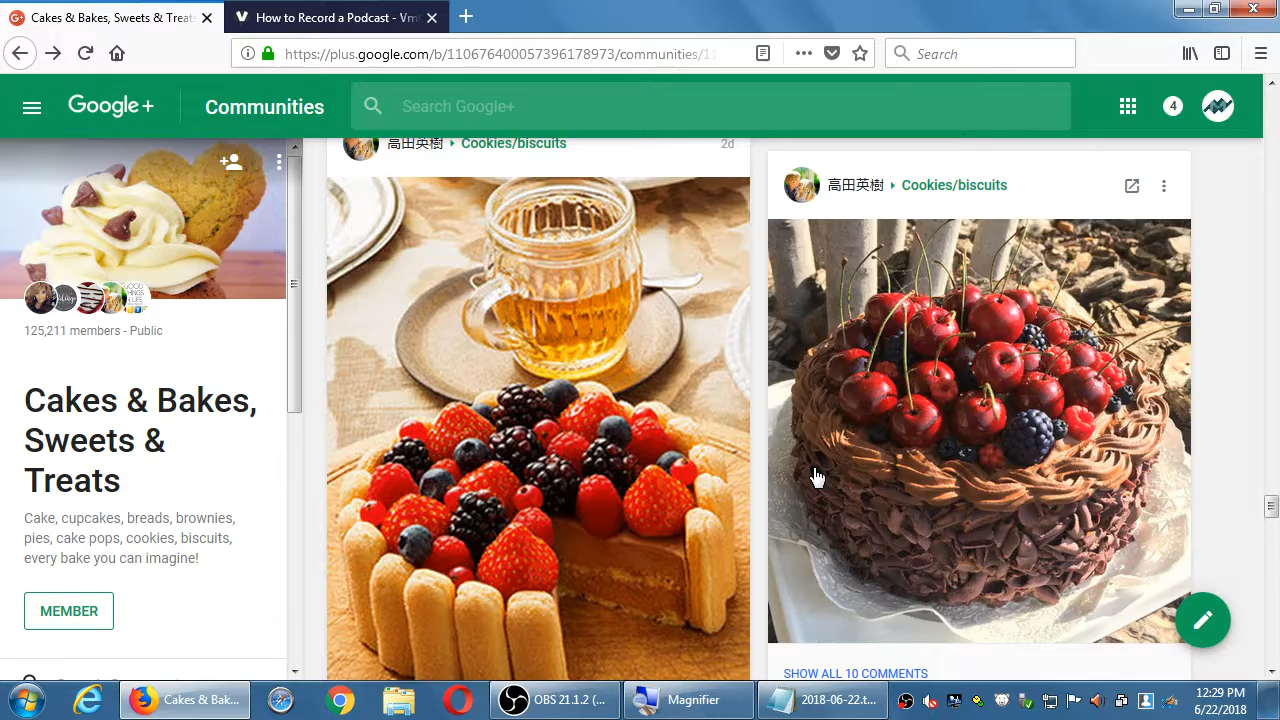 Cakes & Bakes, Sweets & Treat
How to Record a Podcast - Vm
https://plus.google.com/b/110676400057396178973/communities/11
Search
Google+
Communities
Search Google+
4
125,211 members - Public
Cakes & Bakes,
Sweets &
Treats
Cake, cupcakes, breads, brownies,
pies, cake pops, cookies, biscuits,
every bake you can imagine!
MEMBER
高田英樹 Cookies/biscuits
2d
高田英樹 Cookies/biscuits
SHOW ALL 10 COMMENTS
Cakes & Bak...
OBS 21.1.2 (...
Magnifier
2018-06-22.t...
12:29 PM
6/22/2018